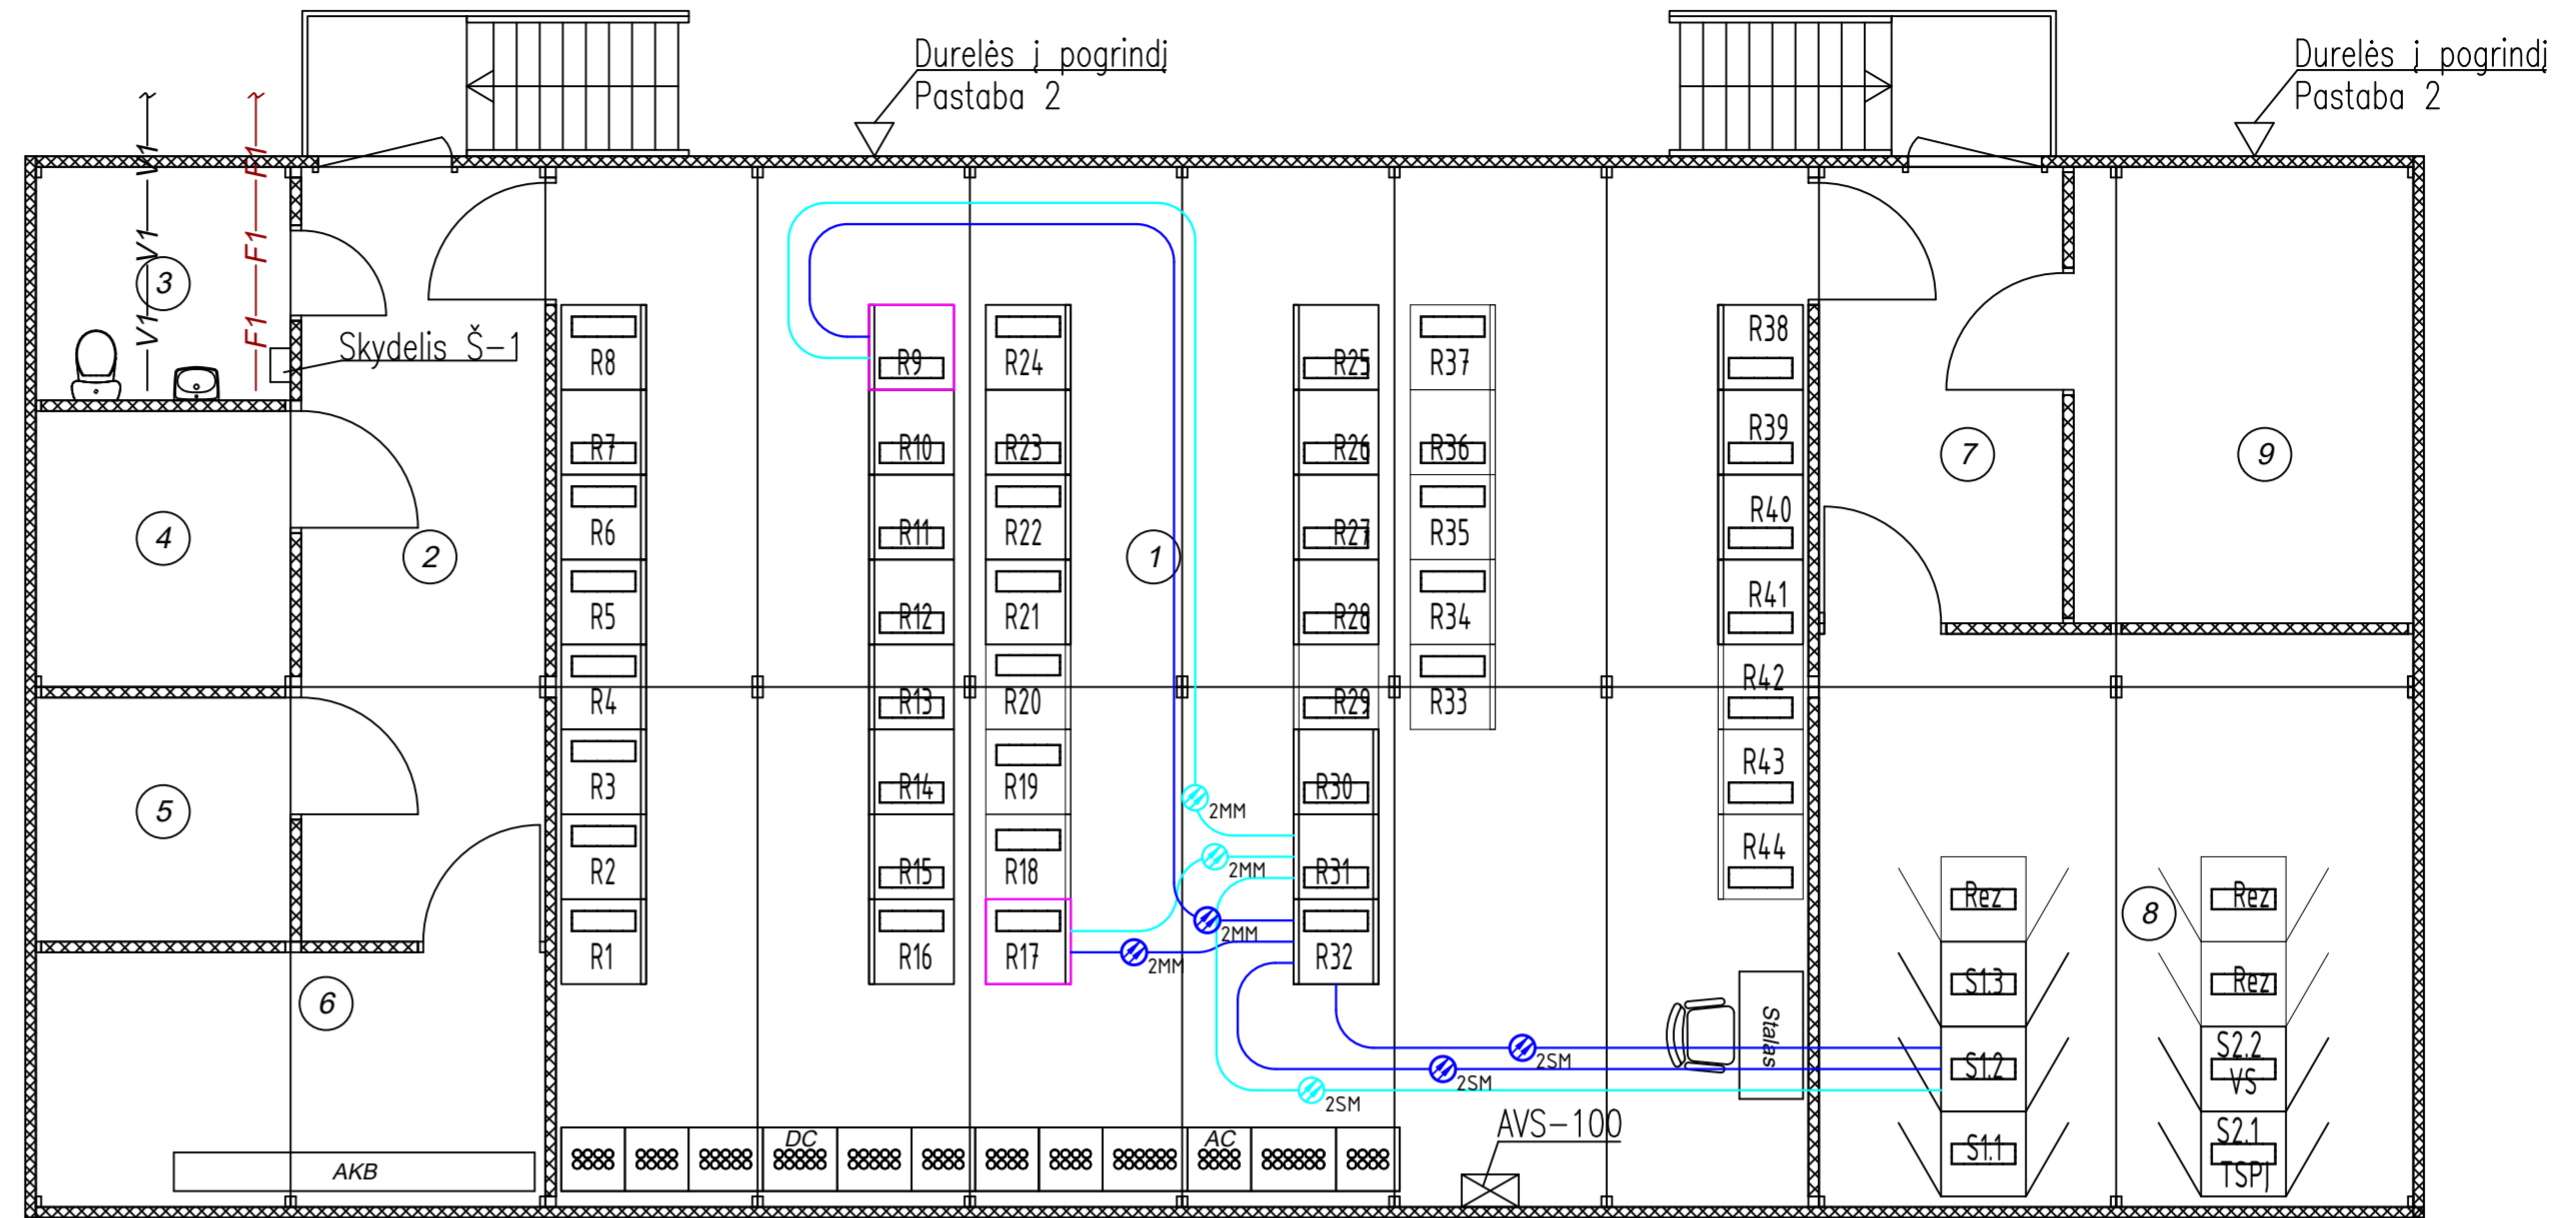 Durelės į pogrindį
Pastaba 2
Durelės į pogrindį
Pastaba 2
V1
V1
V1
F1
F1
F1
3
Skydelis Š-1
4
2
5
6
AKB
R8
R7
R6
R5
R4
R3
R2
R1
R9
R10
R11
R12
R13
R14
R15
R16
R24
R23
R22
R21
R20
R19
R18
R17
1
R25
R26
R27
R28
R29
R30
R31
R32
R37
R36
R35
R34
R33
R38
R39
R40
R41
R42
R43
R44
2MM
2MM
2MM
2MM
2SM
2SM
2SM
Stalas
AVS-100
DC
AC
7
9
8
Rez
S1.3
S1.2
S1.1
Rez
Rez
S2.2
VS
S2.1
TSPĮ